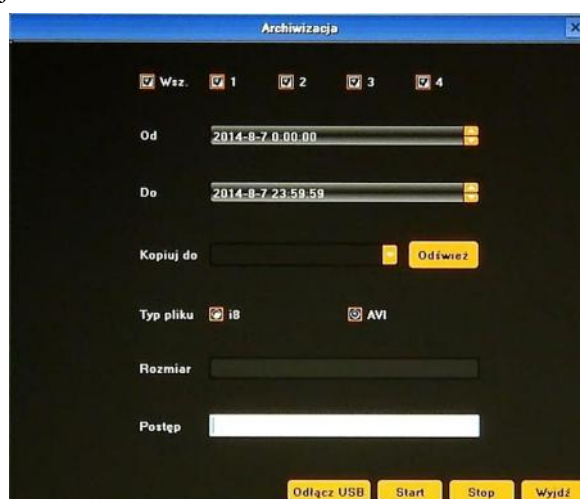 Archiwizacja
Wsz. 1 2 3 4
Od 2014-8-7 0:00:00
Do 2014-8-7 23:59:59
Kopiuj do Odśwież
Typ pliku iB AVI
Rozmiar
Postęp
Odłącz USB Start Stop Wyjdź